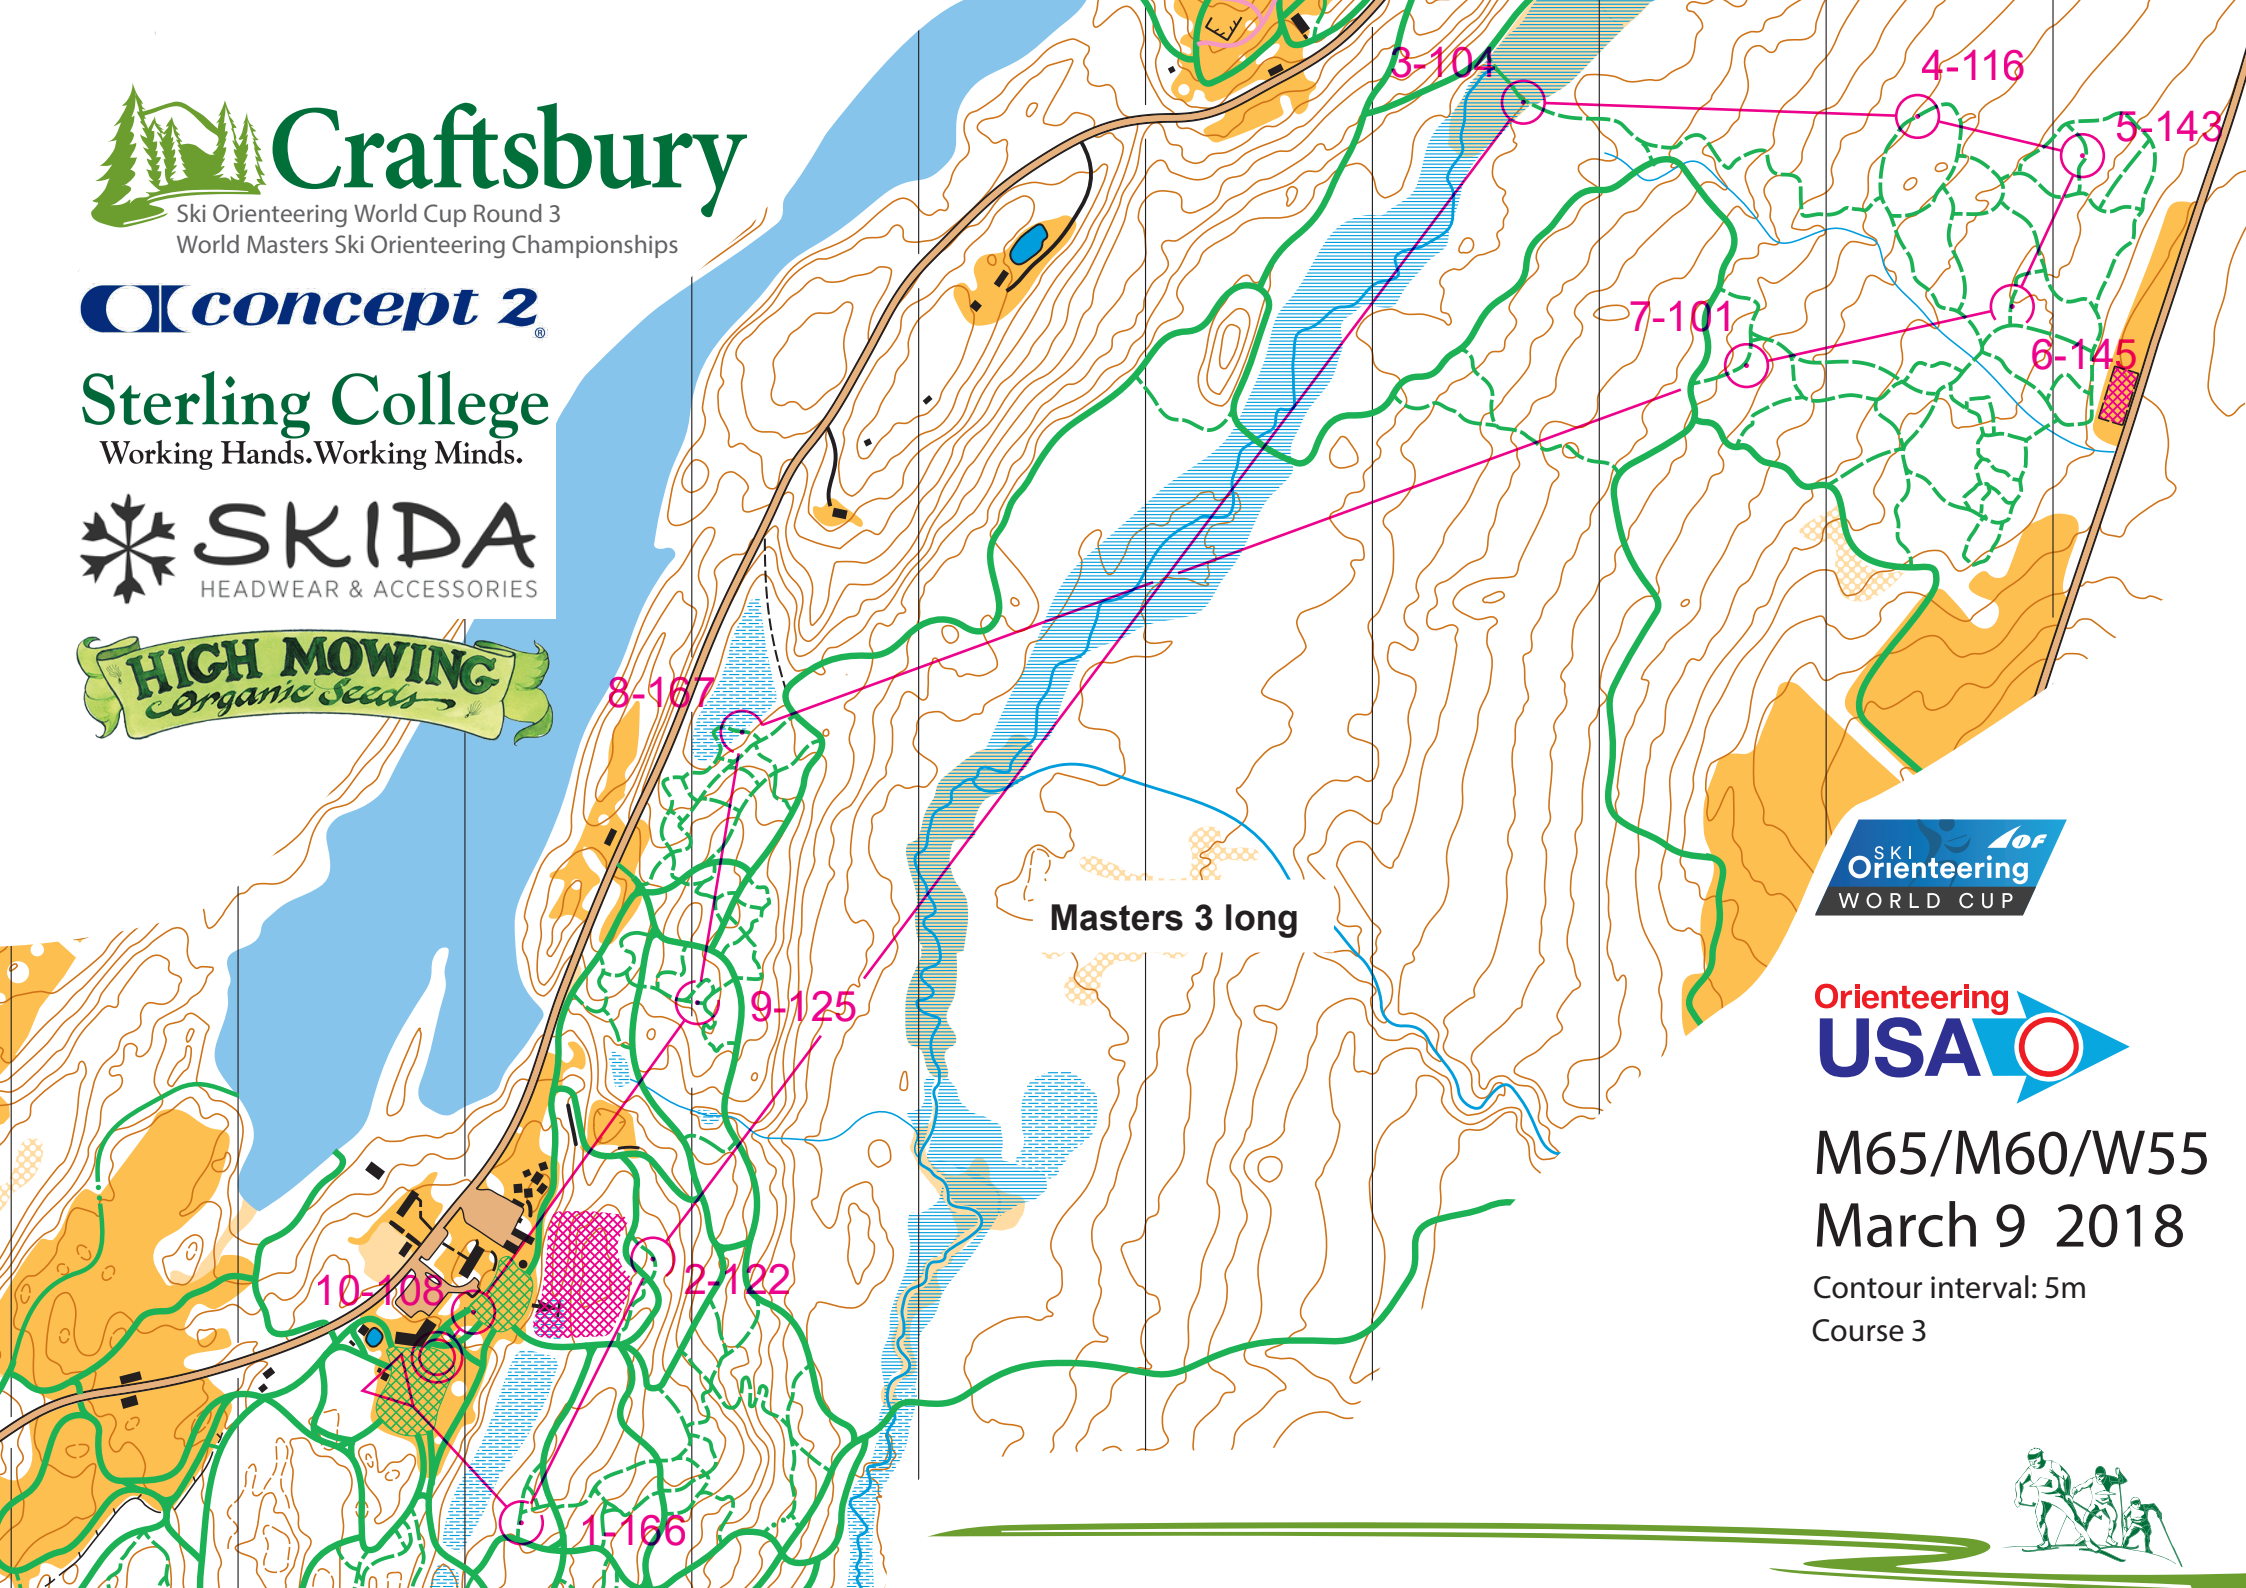 Craftsbury
Ski Orienteering World Cup Round 3
World Masters Ski Orienteering Championships
concept 2®
Sterling College
Working Hands. Working Minds.
SKIDA
HEADWEAR & ACCESSORIES
HIGH MOWING
Organic Seeds
3-104
4-116
5-143
7-101
6-145
8-167
Masters 3 long
9-125
2-122
10-108
1-166
IOF
SKI
Orienteering
WORLD CUP
Orienteering
USA
M65/M60/W55
March 9 2018
Contour interval: 5m
Course 3